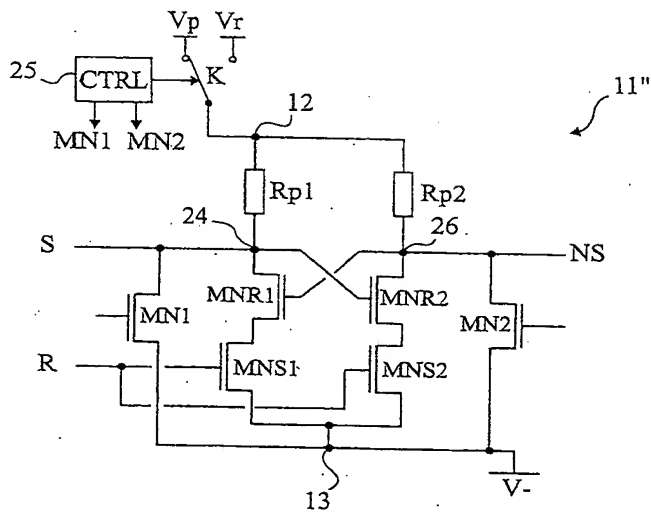 Vp Vr
25 CTRL K 11"
MN1 MN2 12
Rp1 Rp2
24 26
S NS
MNR1 MNR2
MN1 MN2
R MNS1 MNS2
13 V-